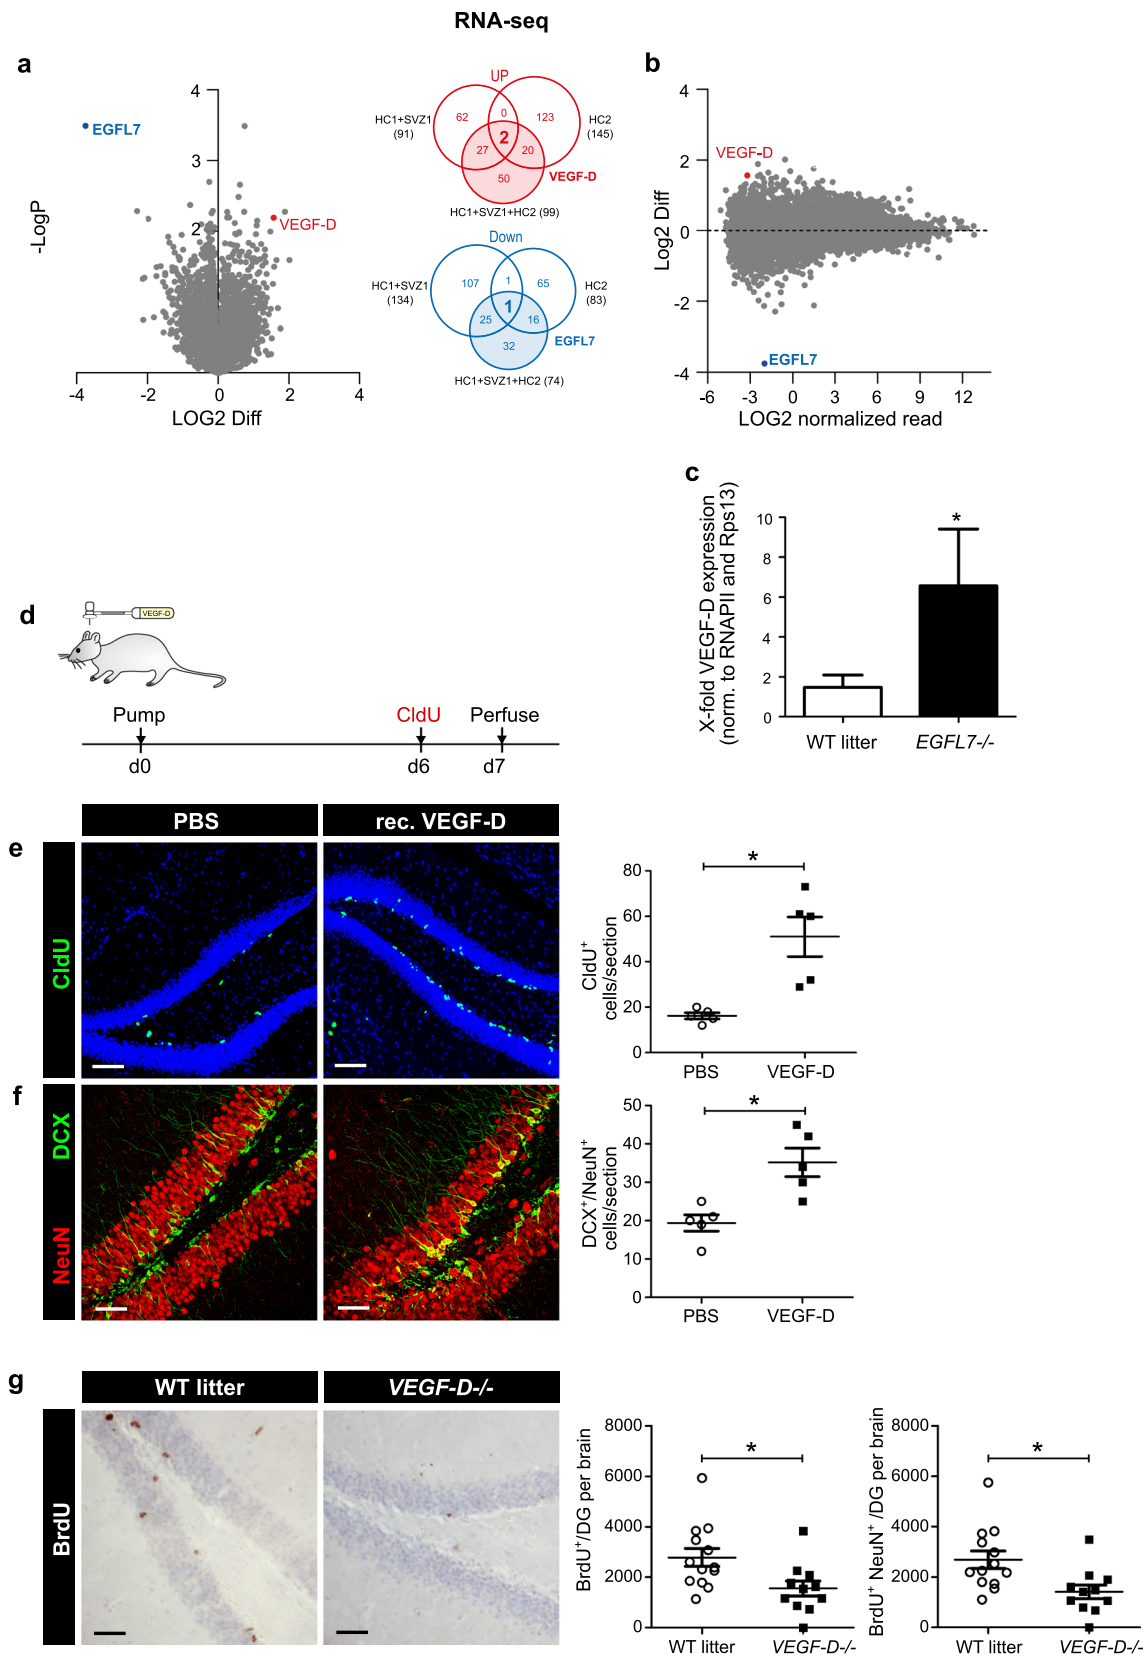 RNA-seq
a
4
3
2
-LogP
EGFL7
VEGF-D
-4
-2
0
2
4
LOG2 Diff
UP
HC1+SVZ1
(91)
62
0
123
HC2
(145)
2
27
20
50
VEGF-D
HC1+SVZ1+HC2 (99)
Down
HC1+SVZ1
(134)
107
1
65
HC2
(83)
1
25
16
32
EGFL7
HC1+SVZ1+HC2 (74)
b
4
2
0
-2
-4
Log2 Diff
VEGF-D
EGFL7
-6
-3
0
3
6
9
12
LOG2 normalized read
c
X-fold VEGF-D expression
(norm. to RNAPII and Rps13)
10
8
6
4
2
0
*
WT litter
EGFL7-/-
d
VEGF-D
Pump
CldU
Perfuse
d0
d6
d7
PBS
rec. VEGF-D
e
CldU
CldU+
cells/section
80
60
40
20
0
*
PBS
VEGF-D
f
NeuN
DCX
DCX+/NeuN+
cells/section
50
40
30
20
10
0
*
PBS
VEGF-D
g
WT litter
VEGF-D-/-
BrdU
BrdU+/DG per brain
8000
6000
4000
2000
0
*
WT litter
VEGF-D-/-
BrdU+ NeuN+ /DG per brain
8000
6000
4000
2000
0
*
WT litter
VEGF-D-/-